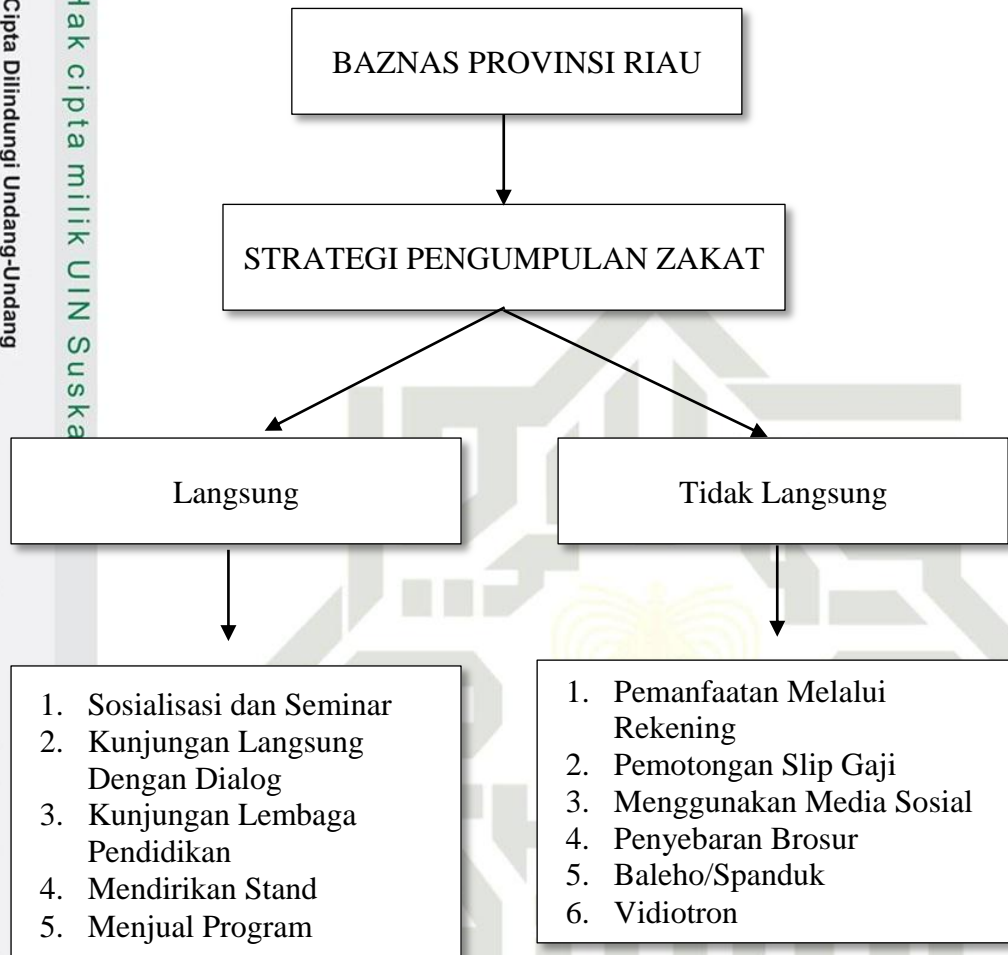 BAZNAS PROVINSI RIAU
STRATEGI PENGUMPULAN ZAKAT
Langsung
Tidak Langsung
1. Sosialisasi dan Seminar
2. Kunjungan Langsung
Dengan Dialog
3. Kunjungan Lembaga
Pendidikan
4. Mendirikan Stand
5. Menjual Program
1. Pemanfaatan Melalui
Rekening
2. Pemotongan Slip Gaji
3. Menggunakan Media Sosial
4. Penyebaran Brosur
5. Baleho/Spanduk
6. Vidiotron
Hak cipta milik UIN Suska
Cipta Dilindungi Undang-Undang